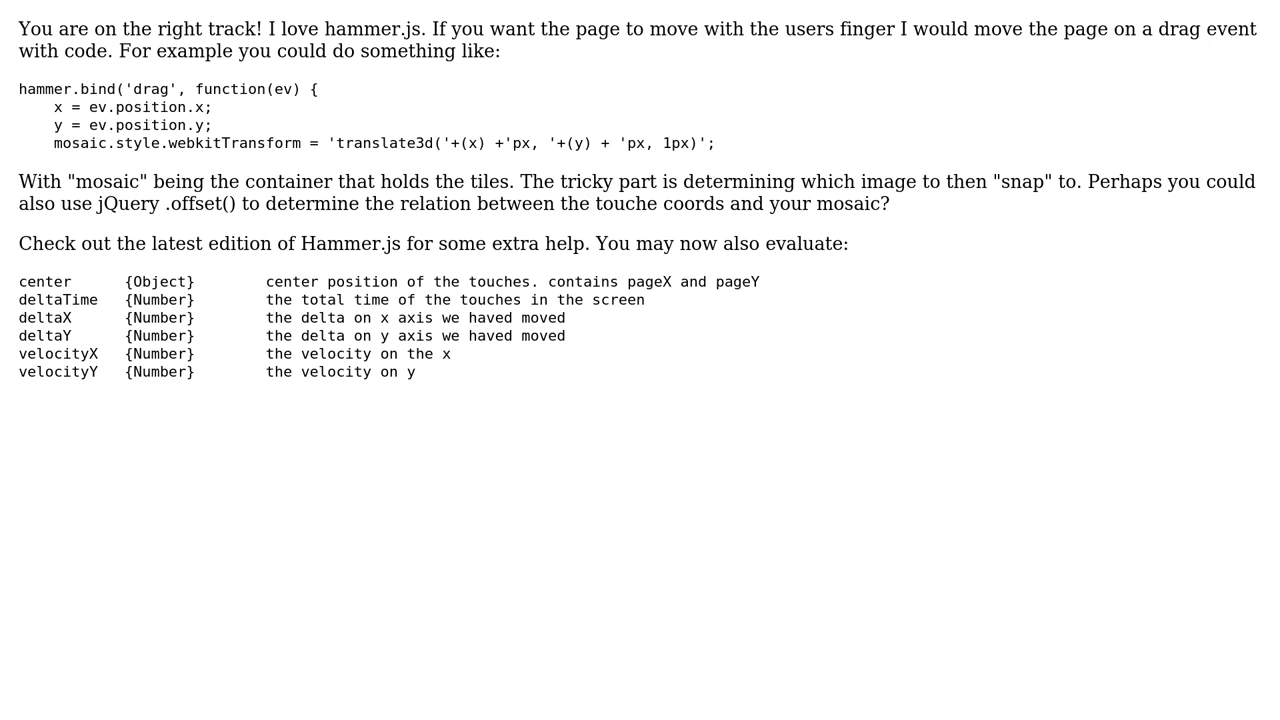 You are on the right track! I love hammer.js. If you want the page to move with the users finger I would move the page on a drag event
with code. For example you could do something like:
hammer.bind('drag', function(ev) {
    x = ev.position.x;
    y = ev.position.y;
    mosaic.style.webkitTransform = 'translate3d('+(x) +'px, '+(y) + 'px, 1px)';
With "mosaic" being the container that holds the tiles. The tricky part is determining which image to then "snap" to. Perhaps you could
also use jQuery .offset() to determine the relation between the touche coords and your mosaic?
Check out the latest edition of Hammer.js for some extra help. You may now also evaluate:
center      {Object}        center position of the touches. contains pageX and pageY
deltaTime   {Number}        the total time of the touches in the screen
deltaX      {Number}        the delta on x axis we haved moved
deltaY      {Number}        the delta on y axis we haved moved
velocityX   {Number}        the velocity on the x
velocityY   {Number}        the velocity on y